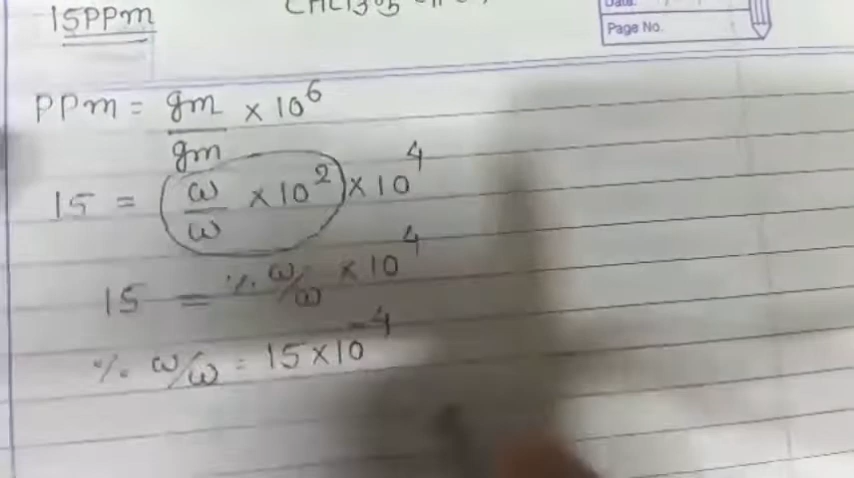 15PPm
Page No.
PPm = gm/gm × 10^6
15 = (w/w × 10^2) × 10^4
15 = % w/w × 10^4
% w/w = 15 × 10^-4